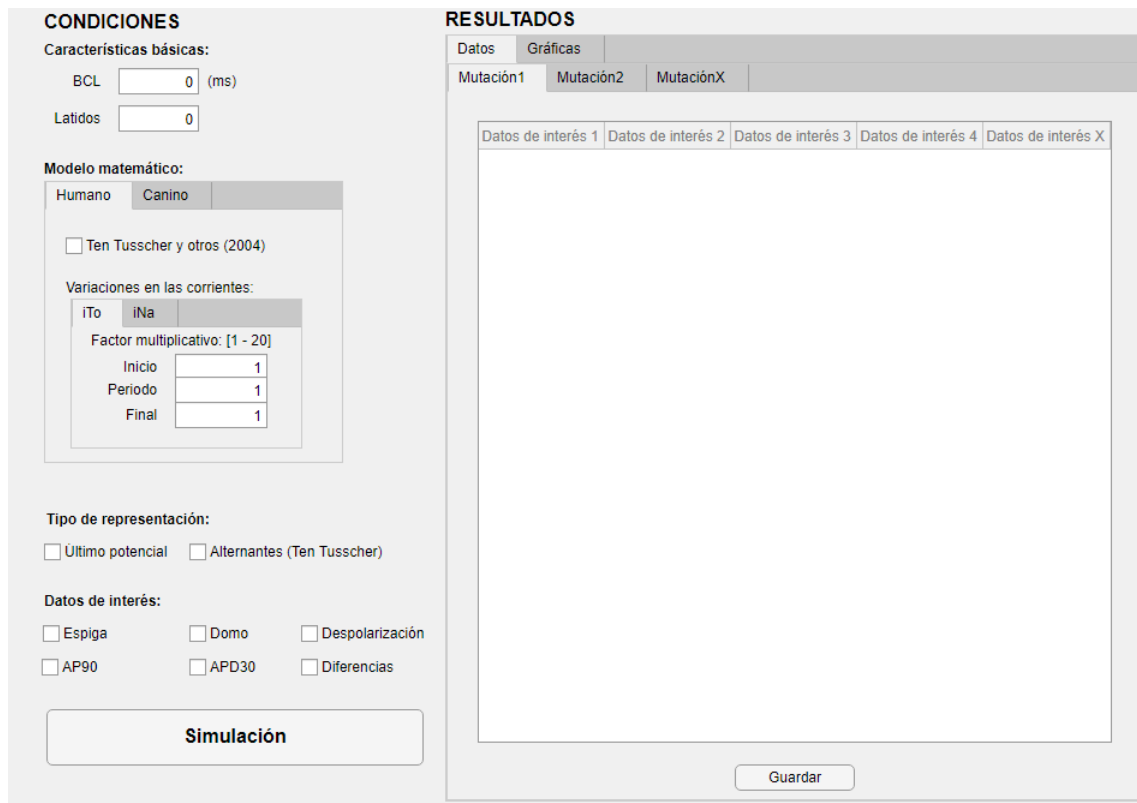 CONDICIONES
Características básicas:
BCL 0 (ms)
Latidos 0
Modelo matemático:
Humano Canino
Ten Tusscher y otros (2004)
Variaciones en las corrientes:
iTo iNa
Factor multiplicativo: [1 - 20]
Inicio 1
Periodo 1
Final 1
Tipo de representación:
Último potencial Alternantes (Ten Tusscher)
Datos de interés:
Espiga Domo Despolarización
AP90 APD30 Diferencias
Simulación
RESULTADOS
Datos Gráficas
Mutación1 Mutación2 MutaciónX
Datos de interés 1 Datos de interés 2 Datos de interés 3 Datos de interés 4 Datos de interés X
Guardar